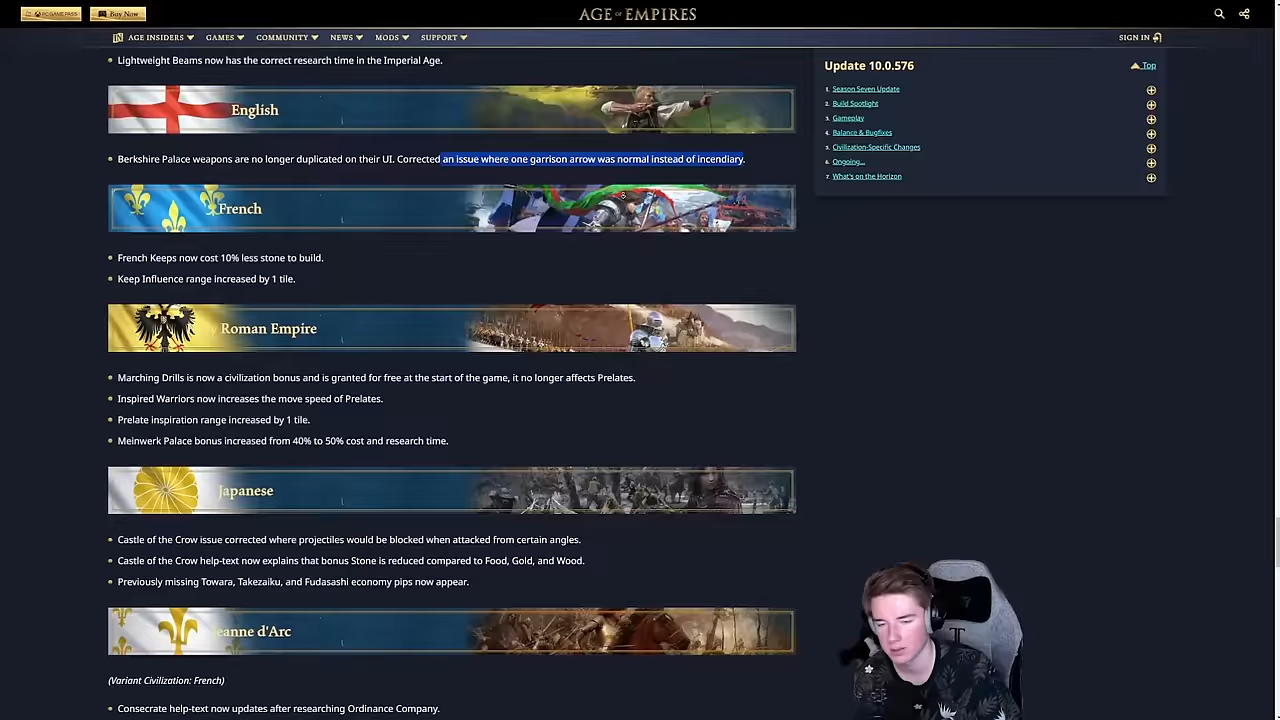 PC GAME PASS
Buy Now
AGE OF EMPIRES
AGE INSIDERS
GAMES
COMMUNITY
NEWS
MODS
SUPPORT
SIGN IN
Lightweight Beams now has the correct research time in the Imperial Age.
English
Berkshire Palace weapons are no longer duplicated on their UI. Corrected an issue where one garrison arrow was normal instead of incendiary.
French
French Keeps now cost 10% less stone to build.
Keep Influence range increased by 1 tile.
Roman Empire
Marching Drills is now a civilization bonus and is granted for free at the start of the game, it no longer affects Prelates.
Inspired Warriors now increases the move speed of Prelates.
Prelate inspiration range increased by 1 tile.
Meinwerk Palace bonus increased from 40% to 50% cost and research time.
Japanese
Castle of the Crow issue corrected where projectiles would be blocked when attacked from certain angles.
Castle of the Crow help-text now explains that bonus Stone is reduced compared to Food, Gold, and Wood.
Previously missing Towara, Takezaiku, and Fudasashi economy pips now appear.
eanne d'Arc
(Variant Civilization: French)
Consecrate help-text now updates after researching Ordinance Company.
Update 10.0.576
Top
1. Season Seven Update
2. Build Spotlight
3. Gameplay
4. Balance & Bugfixes
5. Civilization-Specific Changes
6. Ongoing...
7. What's on the Horizon